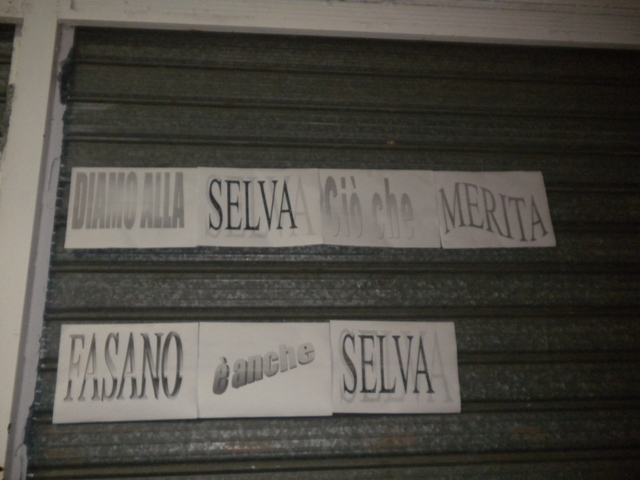 DIAMO ALLA SELVA Ciò che MERITA
FASANO è anche SELVA